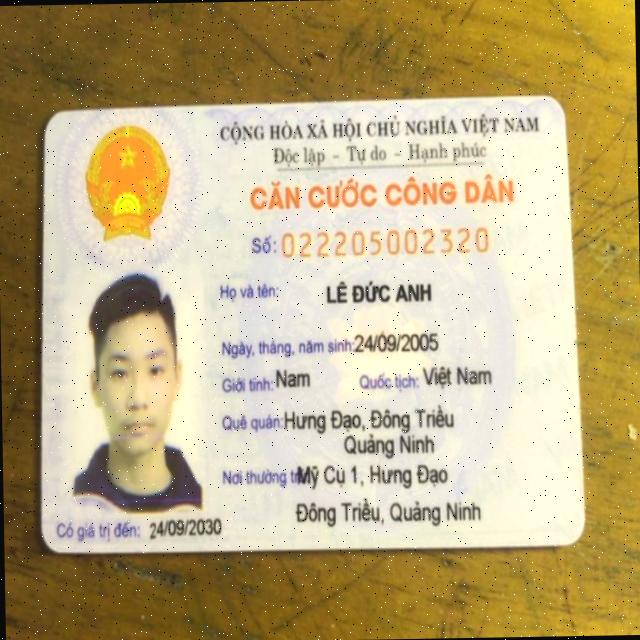 CỘNG HÒA XÃ HỘI CHỦ NGHĨA VIỆT NAM
Độc lập - Tự do - Hạnh phúc
CĂN CƯỚC CÔNG DÂN
Số: 022205002320
Họ và tên: LÊ ĐỨC ANH
Ngày, tháng, năm sinh: 24/09/2005
Giới tính: Nam Quốc tịch: Việt Nam
Quê quán: Hưng Đạo, Đông Triều
Quảng Ninh
Nơi thường trú Mỹ Cụ 1, Hưng Đạo
Đông Triều, Quảng Ninh
Có giá trị đến: 24/09/2030